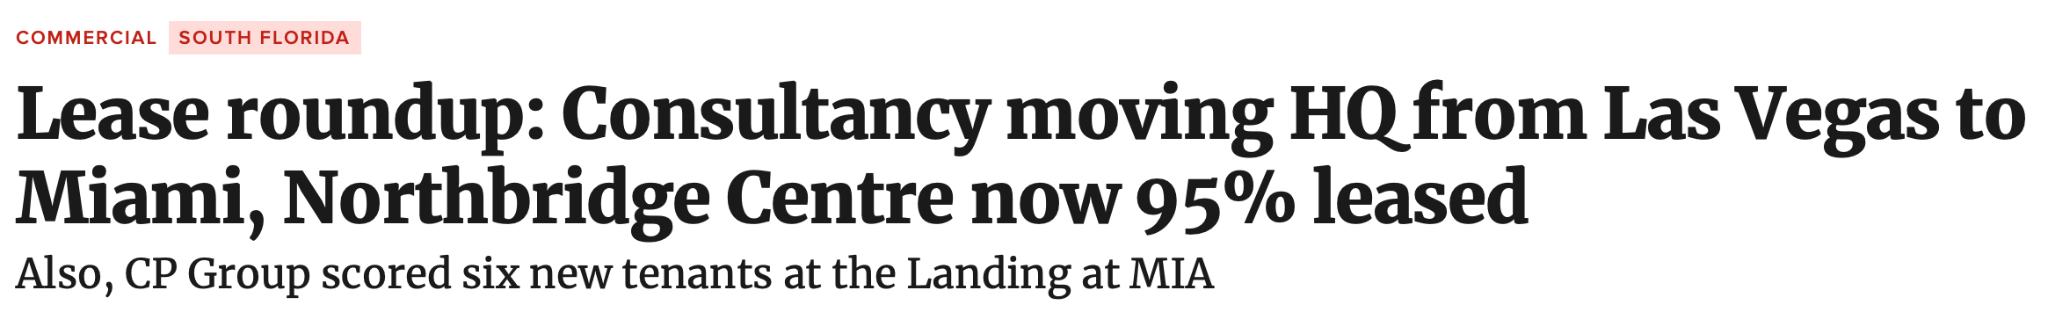 COMMERCIAL SOUTH FLORIDA
Lease roundup: Consultancy moving HQ from Las Vegas to
Miami, Northbridge Centre now 95% leased
Also, CP Group scored six new tenants at the Landing at MIA